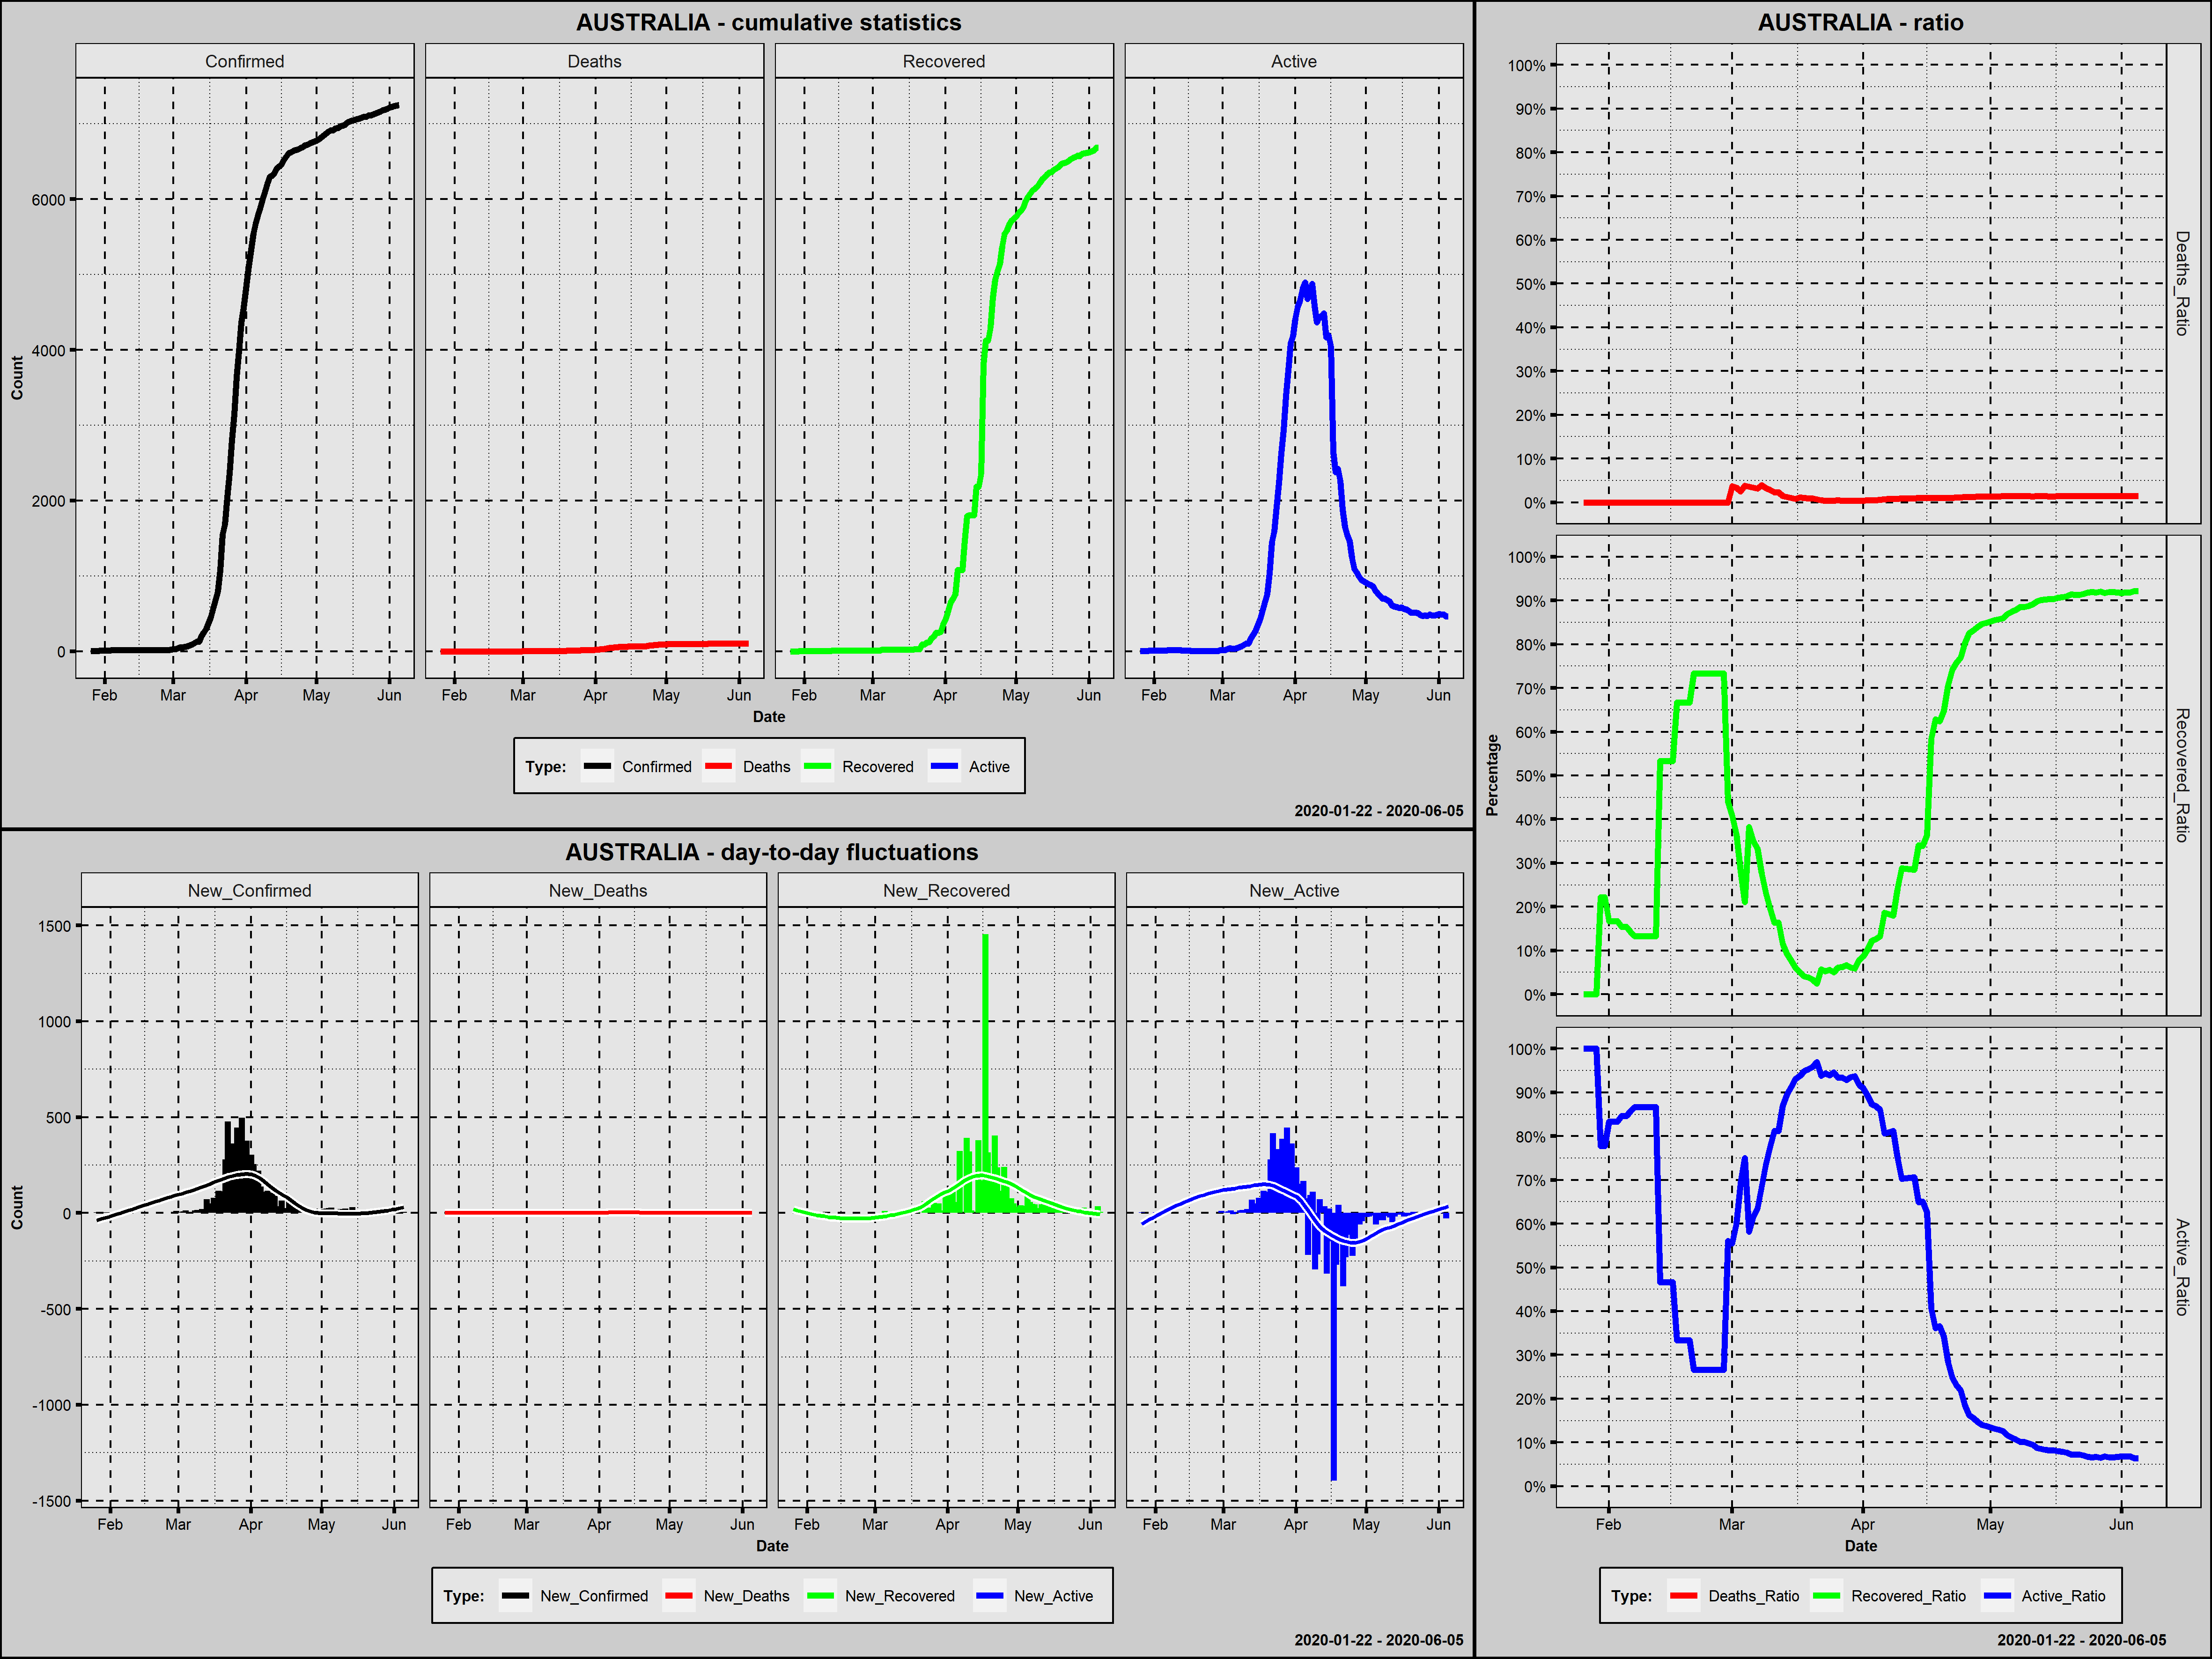 AUSTRALIA - cumulative statistics
Confirmed Deaths Recovered Active
Count
6000
4000
2000
0
Feb Mar Apr May Jun Feb Mar Apr May Jun Feb Mar Apr May Jun Feb Mar Apr May Jun
Date
Type: Confirmed Deaths Recovered Active
2020-01-22 - 2020-06-05
AUSTRALIA - day-to-day fluctuations
New_Confirmed New_Deaths New_Recovered New_Active
Count
1500
1000
500
0
-500
-1000
-1500
Feb Mar Apr May Jun Feb Mar Apr May Jun Feb Mar Apr May Jun Feb Mar Apr May Jun
Date
Type: New_Confirmed New_Deaths New_Recovered New_Active
2020-01-22 - 2020-06-05
AUSTRALIA - ratio
Percentage
100%
90%
80%
70%
60%
50%
40%
30%
20%
10%
0%
Deaths_Ratio
100%
90%
80%
70%
60%
50%
40%
30%
20%
10%
0%
Recovered_Ratio
100%
90%
80%
70%
60%
50%
40%
30%
20%
10%
0%
Active_Ratio
Feb Mar Apr May Jun
Date
Type: Deaths_Ratio Recovered_Ratio Active_Ratio
2020-01-22 - 2020-06-05